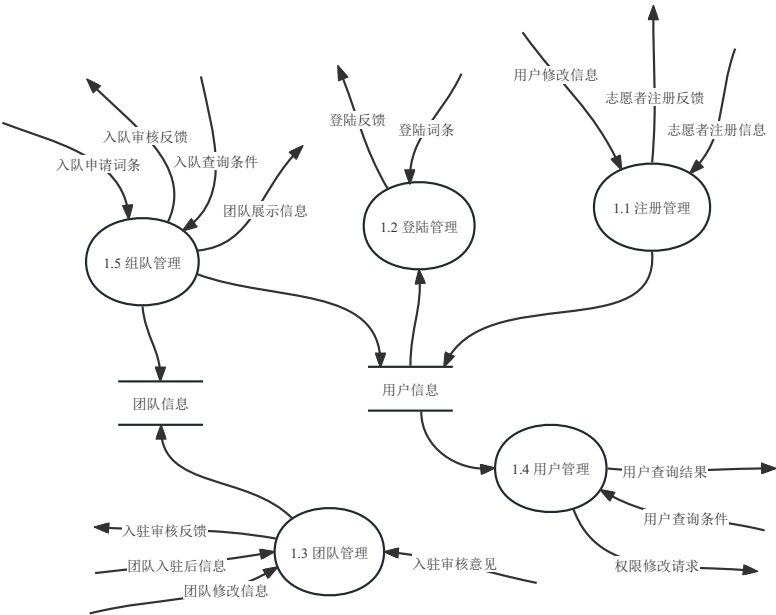 用户修改信息
志愿者注册反馈
登陆反馈
登陆词条
志愿者注册信息
入队审核反馈
入队申请词条
入队查询条件
团队展示信息
1.1 注册管理
1.2 登陆管理
1.5 组队管理
用户信息
团队信息
1.4 用户管理
用户查询结果
用户查询条件
入驻审核反馈
1.3 团队管理
团队入驻后信息
入驻审核意见
权限修改请求
团队修改信息